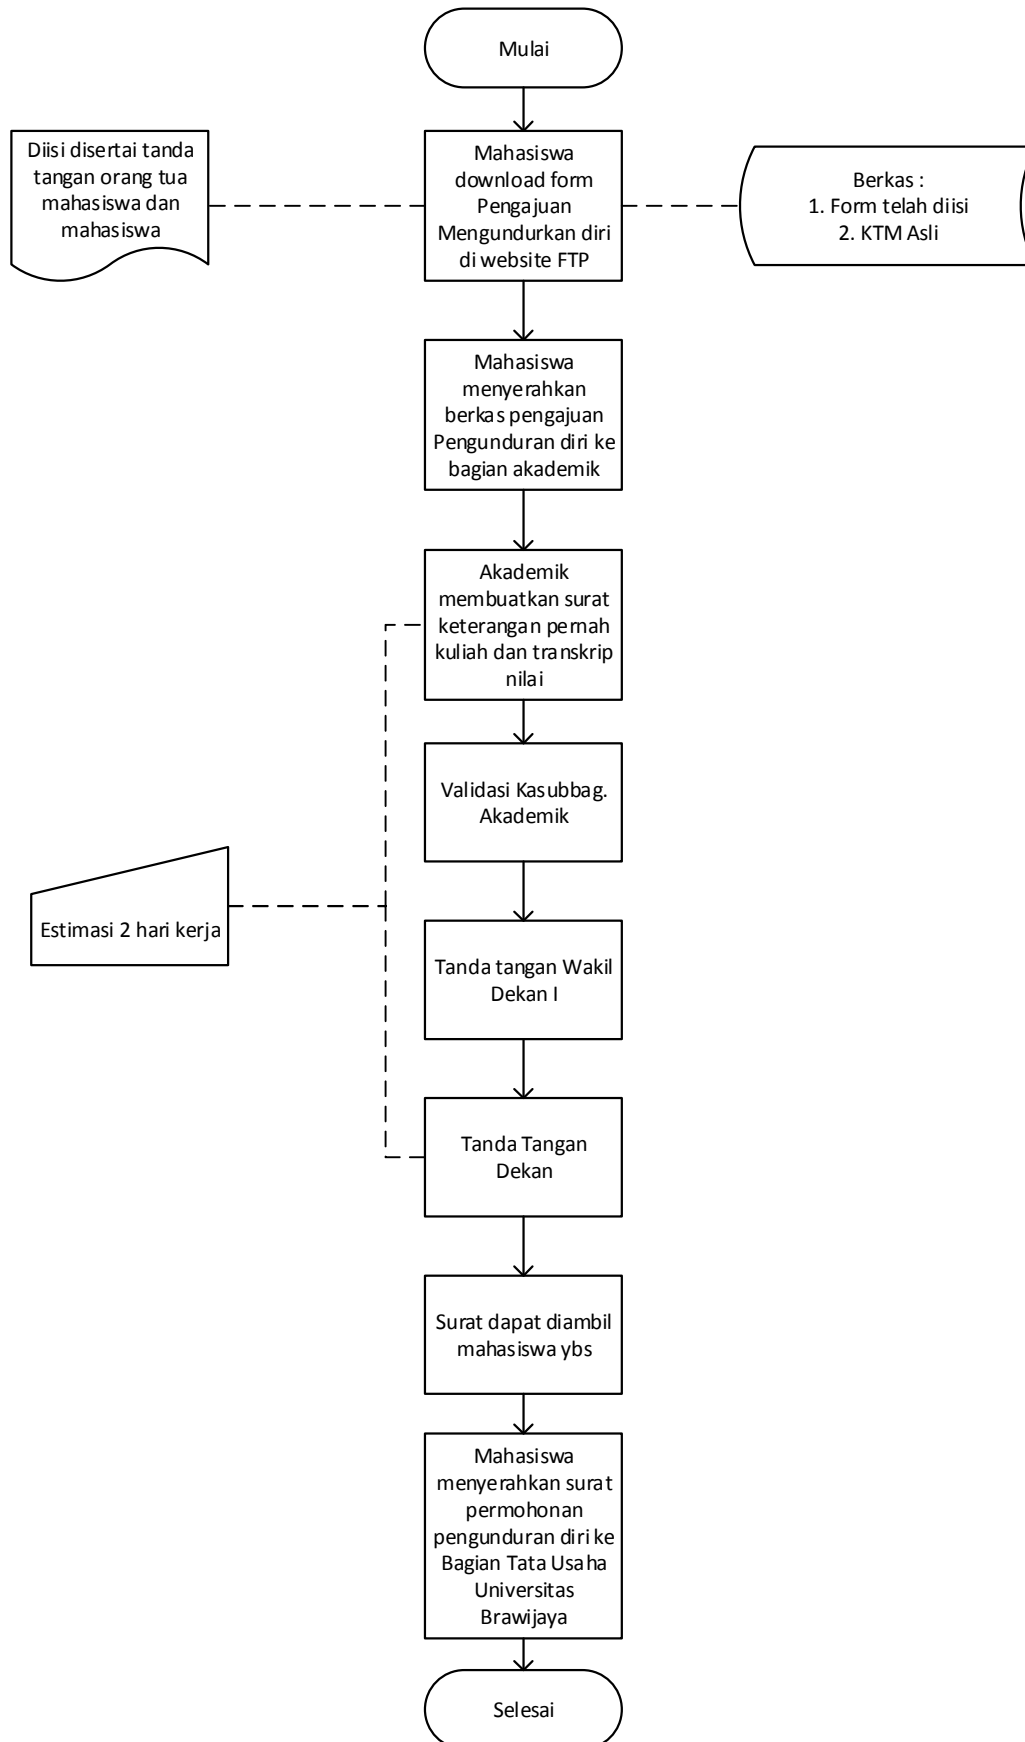 Mulai
Diisi disertai tanda
tangan orang tua
mahasiswa dan
mahasiswa
Mahasiswa
download form
Pengajuan
Mengundurkan diri
di website FTP
Berkas :
1. Form telah diisi
2. KTM Asli
Mahasiswa
menyerahkan
berkas pengajuan
Pengunduran diri ke
bagian akademik
Akademik
membuatkan surat
keterangan pernah
kuliah dan transkrip
nilai
Validasi Kasubbag.
Akademik
Estimasi 2 hari kerja
Tanda tangan Wakil
Dekan I
Tanda Tangan
Dekan
Surat dapat diambil
mahasiswa ybs
Mahasiswa
menyerahkan surat
permohonan
pengunduran diri ke
Bagian Tata Usaha
Universitas
Brawijaya
Selesai